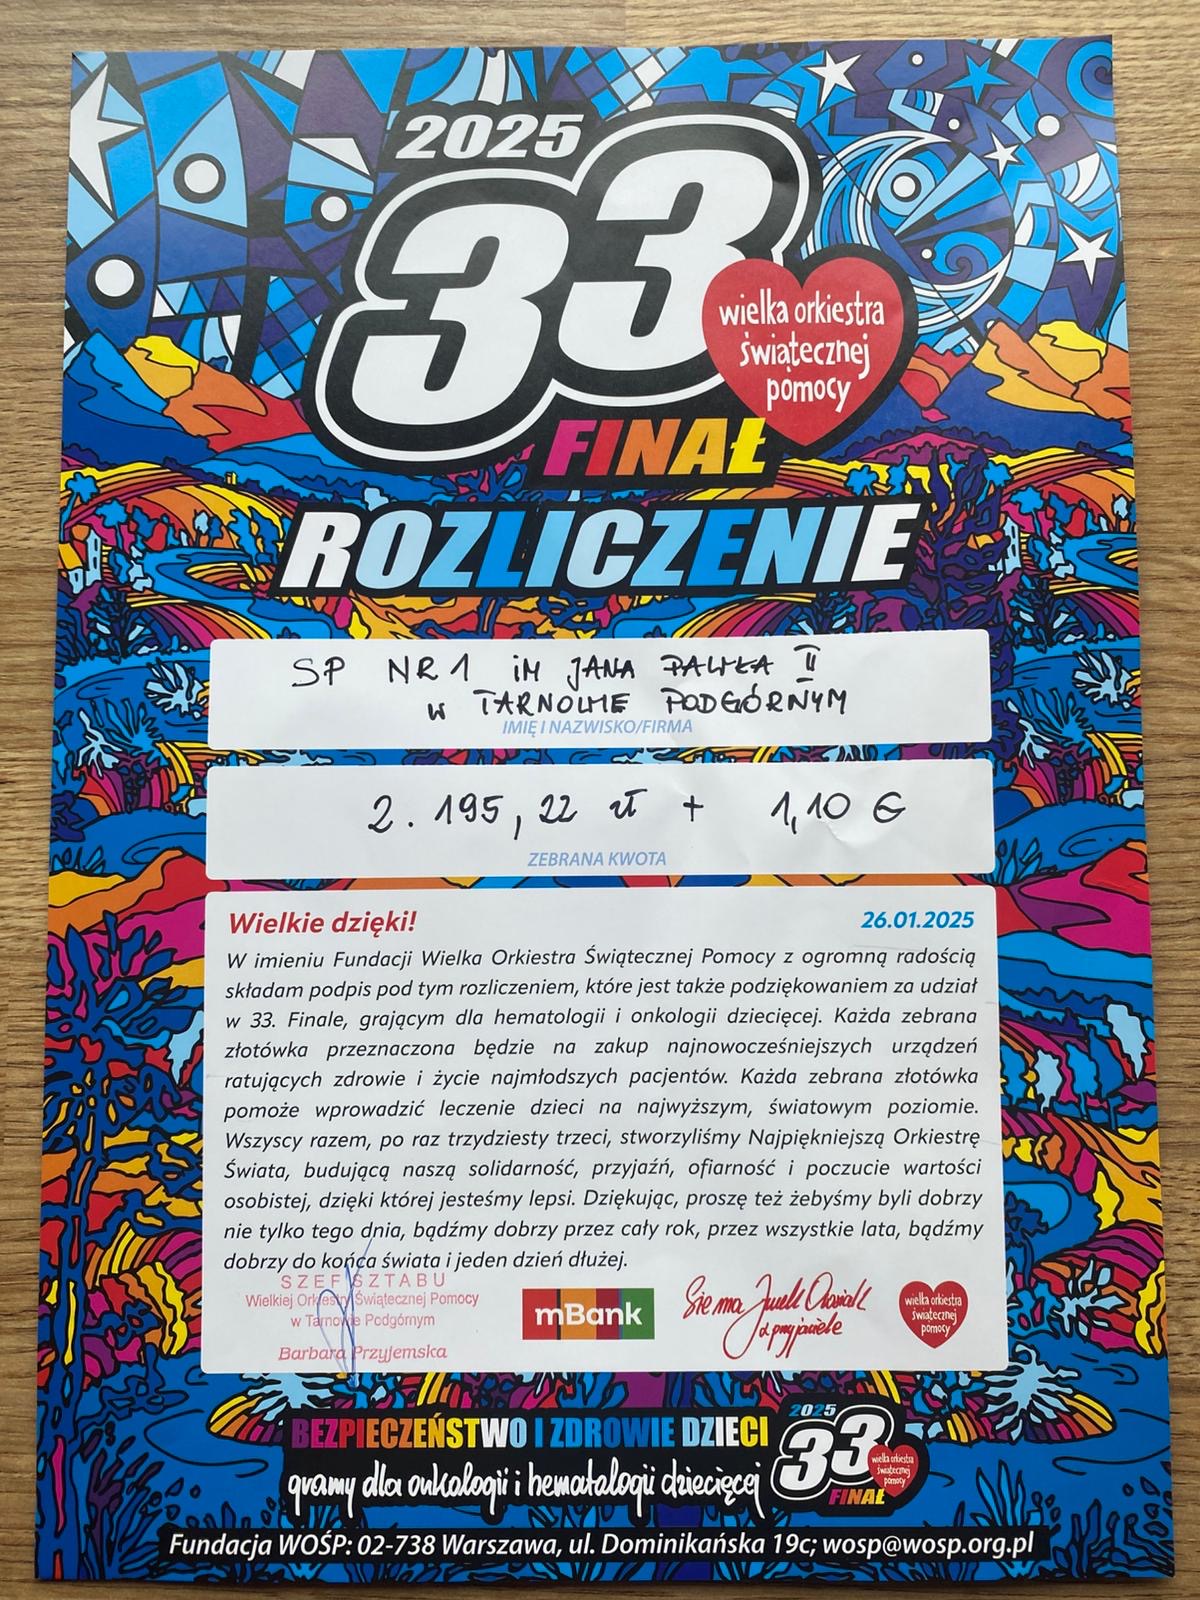 2025
33
wielka orkiestra
świątecznej
pomocy
FINAŁ
ROZLICZENIE
SP NR 1 IM JANA PAWŁA II
W TARNOWIE PODGÓRNYM
IMIĘ I NAZWISKO/FIRMA
2.195,22 zł + 1,10 €
ZEBRANA KWOTA
Wielkie dzięki! 26.01.2025
W imieniu Fundacji Wielka Orkiestra Świątecznej Pomocy z ogromną radością
składam podpis pod tym rozliczeniem, które jest także podziękowaniem za udział
w 33. Finale, grającym dla hematologii i onkologii dziecięcej. Każda zebrana
złotówka przeznaczona będzie na zakup najnowocześniejszych urządzeń
ratujących zdrowie i życie najmłodszych pacjentów. Każda zebrana złotówka
pomoże wprowadzić leczenie dzieci na najwyższym, światowym poziomie.
Wszyscy razem, po raz trzydziesty trzeci, stworzyliśmy Najpiękniejszą Orkiestrę
Świata, budującą naszą solidarność, przyjaźń, ofiarność i poczucie wartości
osobistej, dzięki której jesteśmy lepsi. Dziękując, proszę też żebyśmy byli dobrzy
nie tylko tego dnia, bądźmy dobrzy przez cały rok, przez wszystkie lata, bądźmy
dobrzy do końca świata i jeden dzień dłużej.
SZEF SZTABU
Wielkiej Orkiestry Świątecznej Pomocy
w Tarnowie Podgórnym
Barbara Przyjemska
mBank
Sie ma Jurek Owsiak
z przyjaciele
wielka orkiestra
świątecznej
pomocy
BEZPIECZEŃSTWO I ZDROWIE DZIECI
gramy dla onkologii i hematologii dziecięcej
2025
33
wielka orkiestra
świątecznej
pomocy
FINAŁ
Fundacja WOŚP: 02-738 Warszawa, ul. Dominikańska 19c; wosp@wosp.org.pl